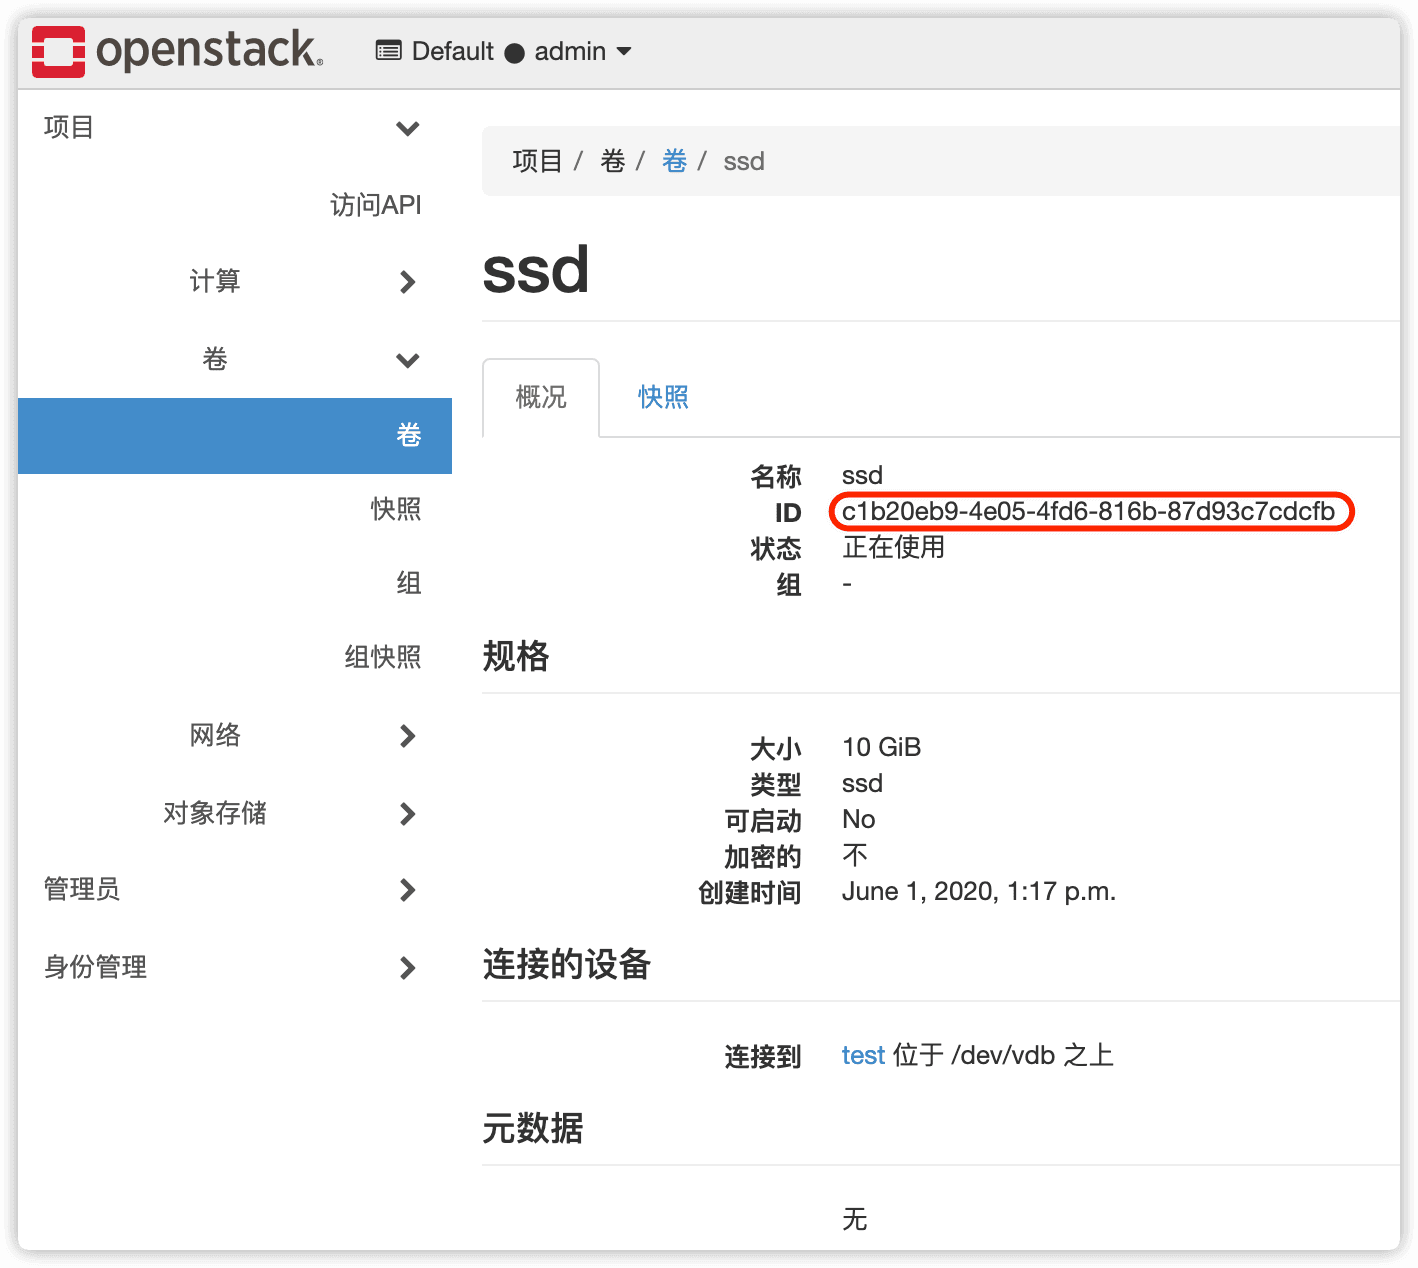 openstack.
Default ● admin
项目
访问API
计算
卷
卷
快照
组
组快照
网络
对象存储
管理员
身份管理
项目 / 卷 / 卷 / ssd
ssd
概况 快照
名称 ssd
ID c1b20eb9-4e05-4fd6-816b-87d93c7cdcfb
状态 正在使用
组 -
规格
大小 10 GiB
类型 ssd
可启动 No
加密的 不
创建时间 June 1, 2020, 1:17 p.m.
连接的设备
连接到 test 位于 /dev/vdb 之上
元数据
无